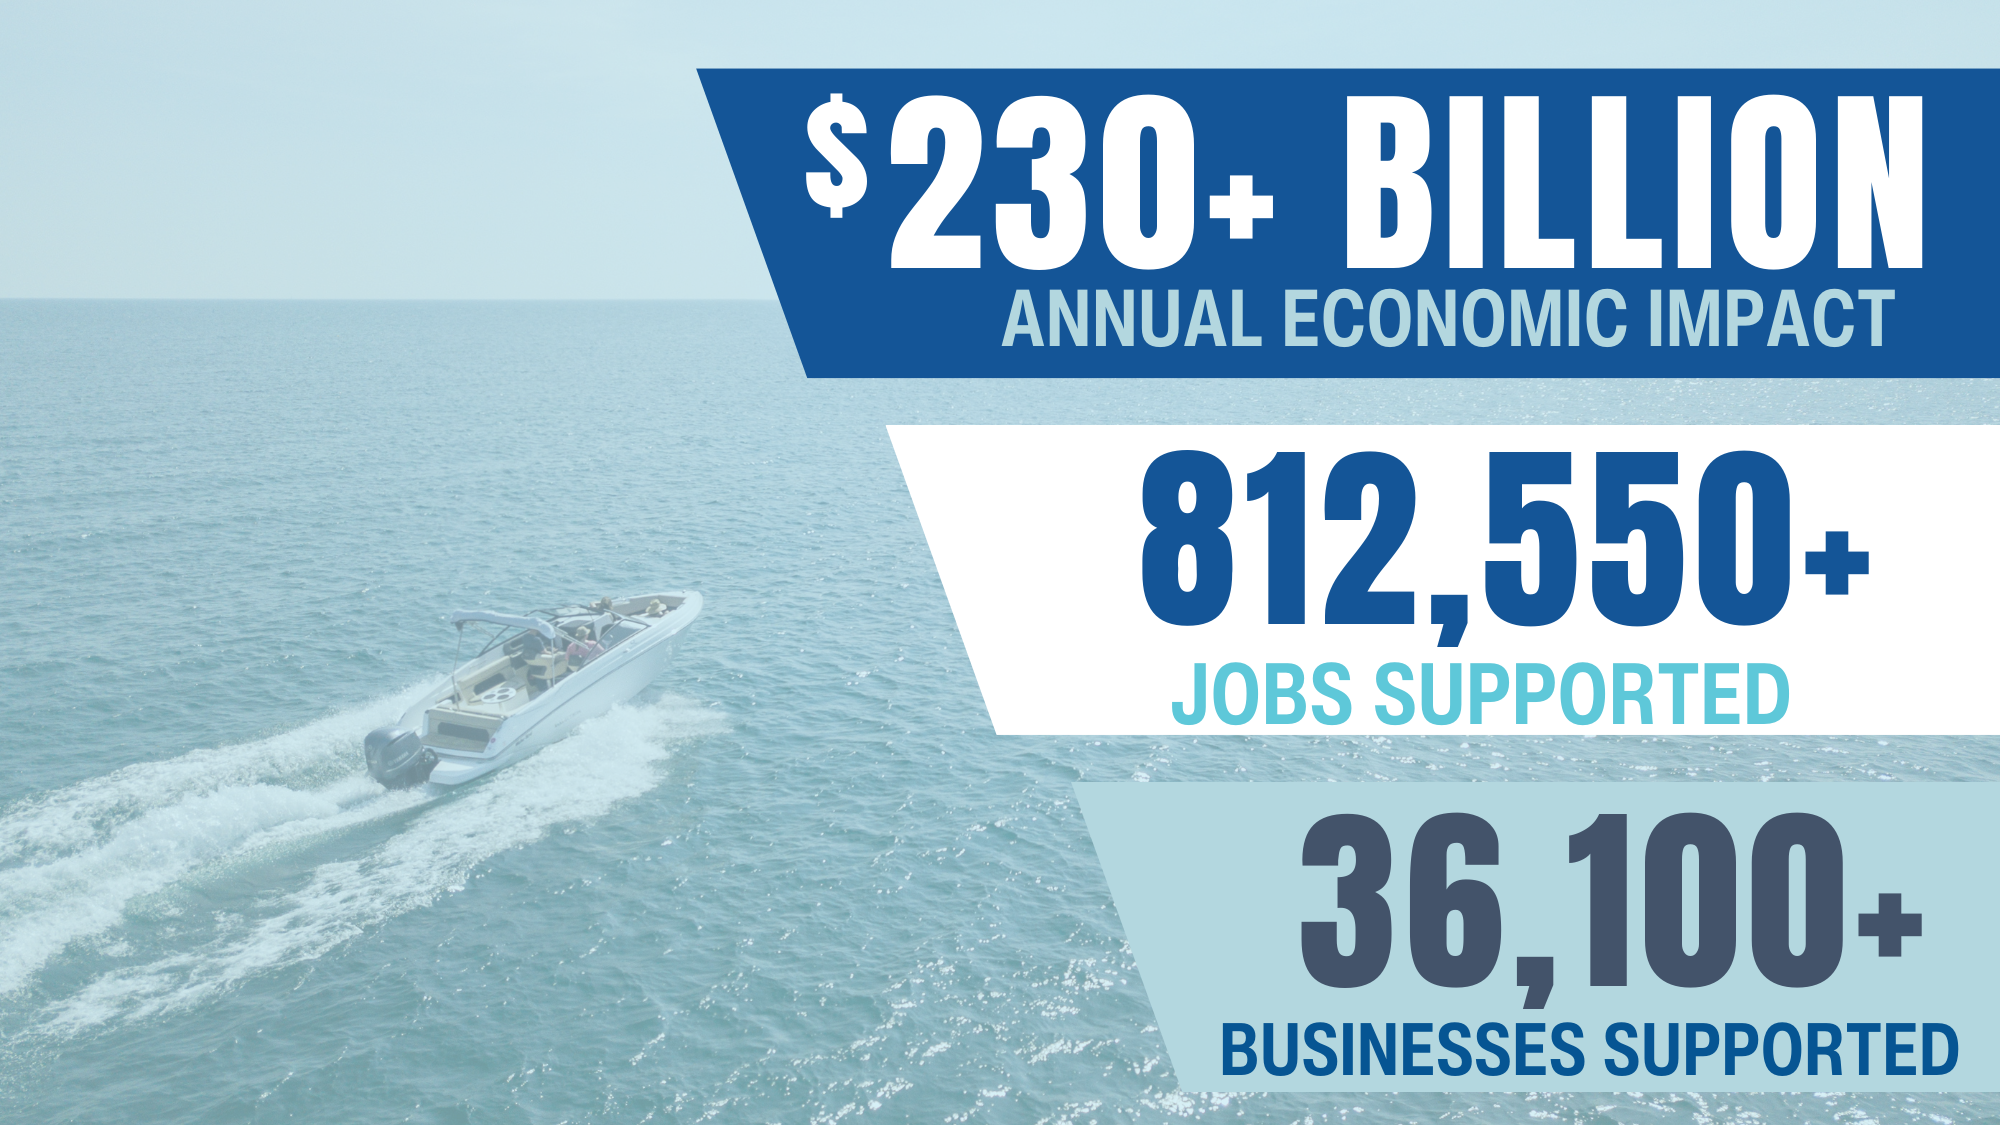 $230+ BILLION
ANNUAL ECONOMIC IMPACT
812,550+
JOBS SUPPORTED
36,100+
BUSINESSES SUPPORTED